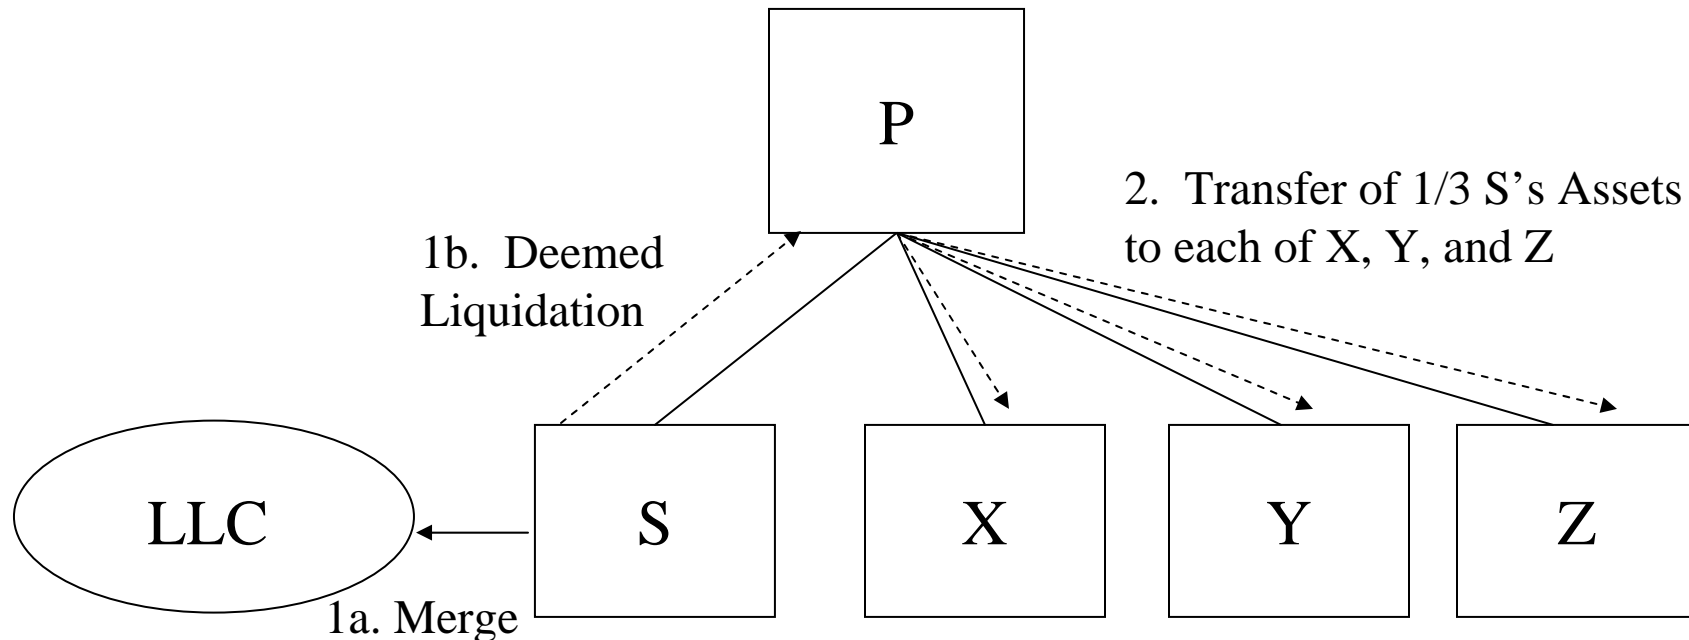 P
2. Transfer of 1/3 S's Assets
to each of X, Y, and Z
1b. Deemed
Liquidation
LLC
S
X
Y
Z
1a. Merge